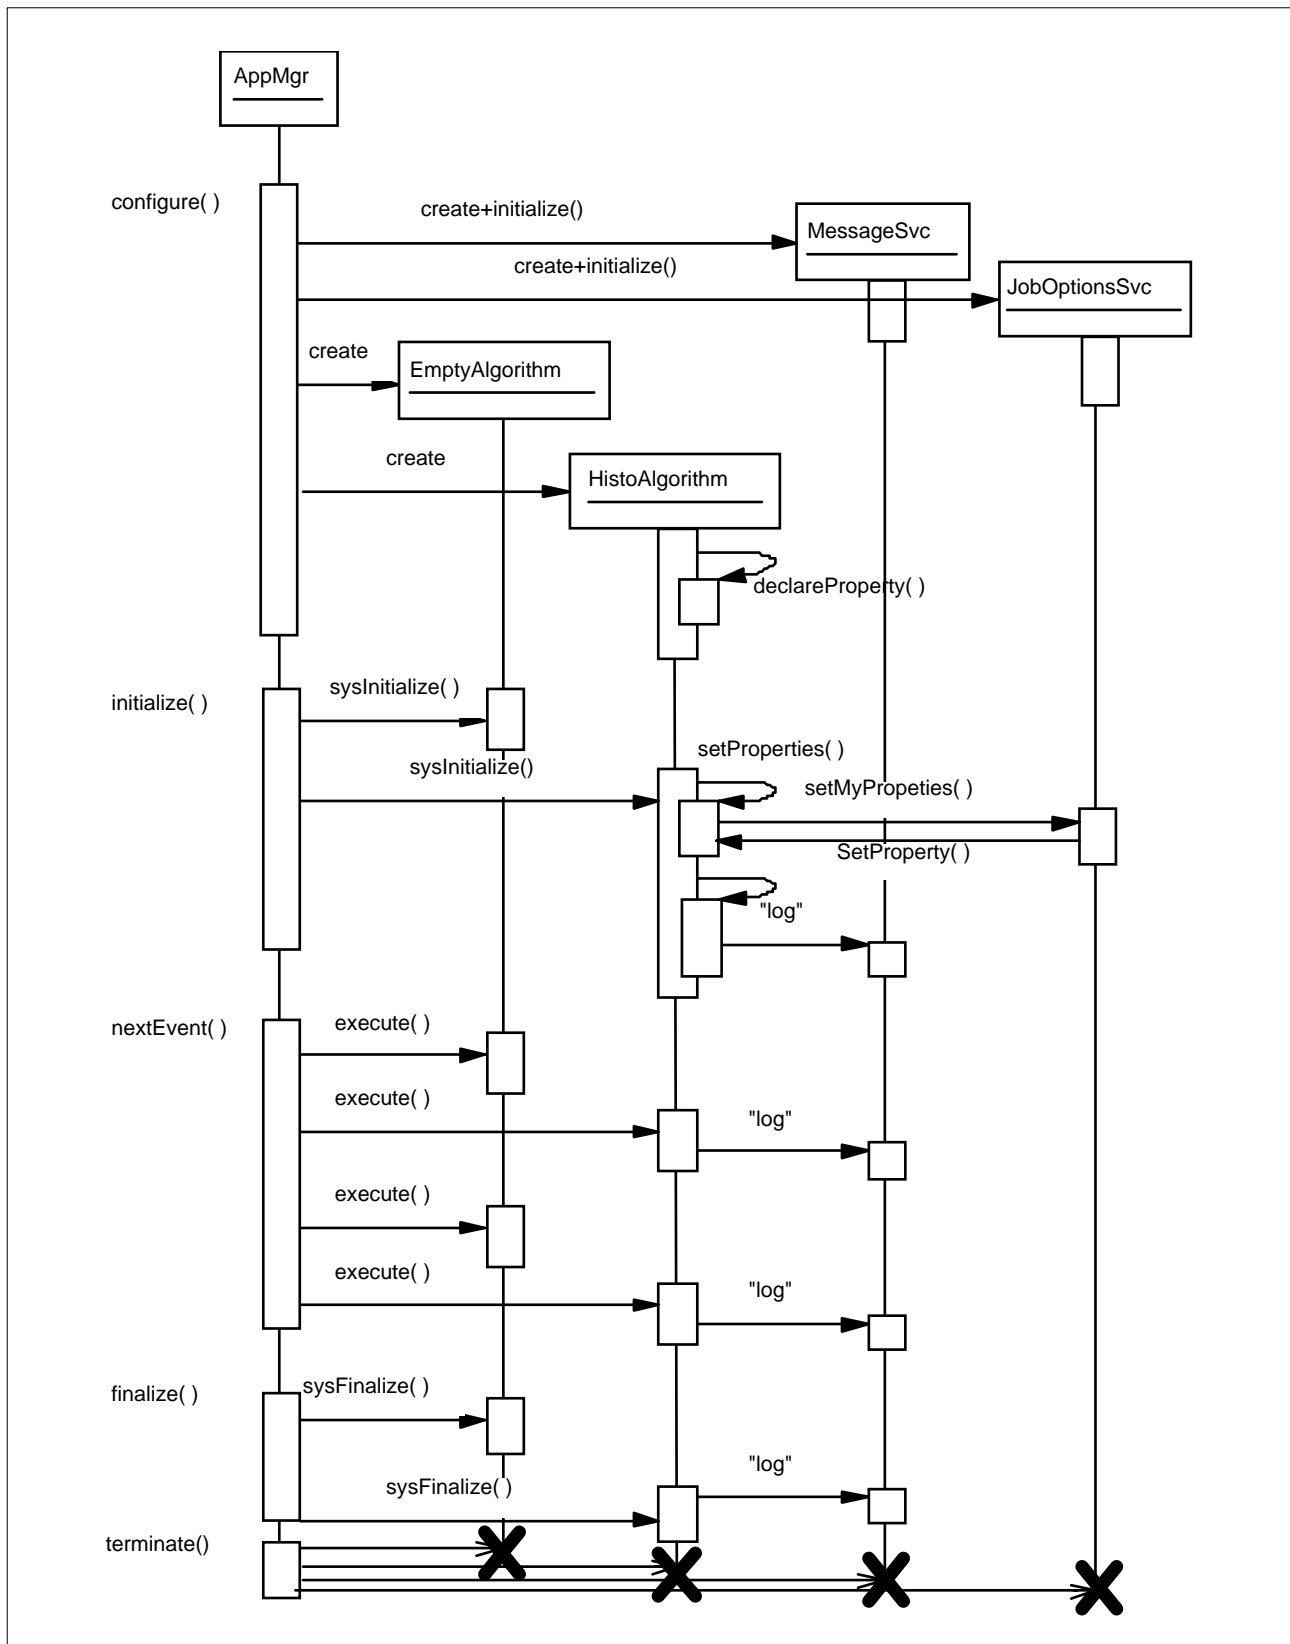 AppMgr
configure( )
create+initialize()
MessageSvc
create+initialize()
JobOptionsSvc
create
EmptyAlgorithm
create
HistoAlgorithm
declareProperty( )
initialize( )
sysInitialize( )
setProperties( )
sysInitialize()
setMyPropeties( )
SetProperty( )
"log"
nextEvent( )
execute( )
execute( )
"log"
execute( )
execute( )
"log"
finalize( )
sysFinalize( )
"log"
sysFinalize( )
terminate()